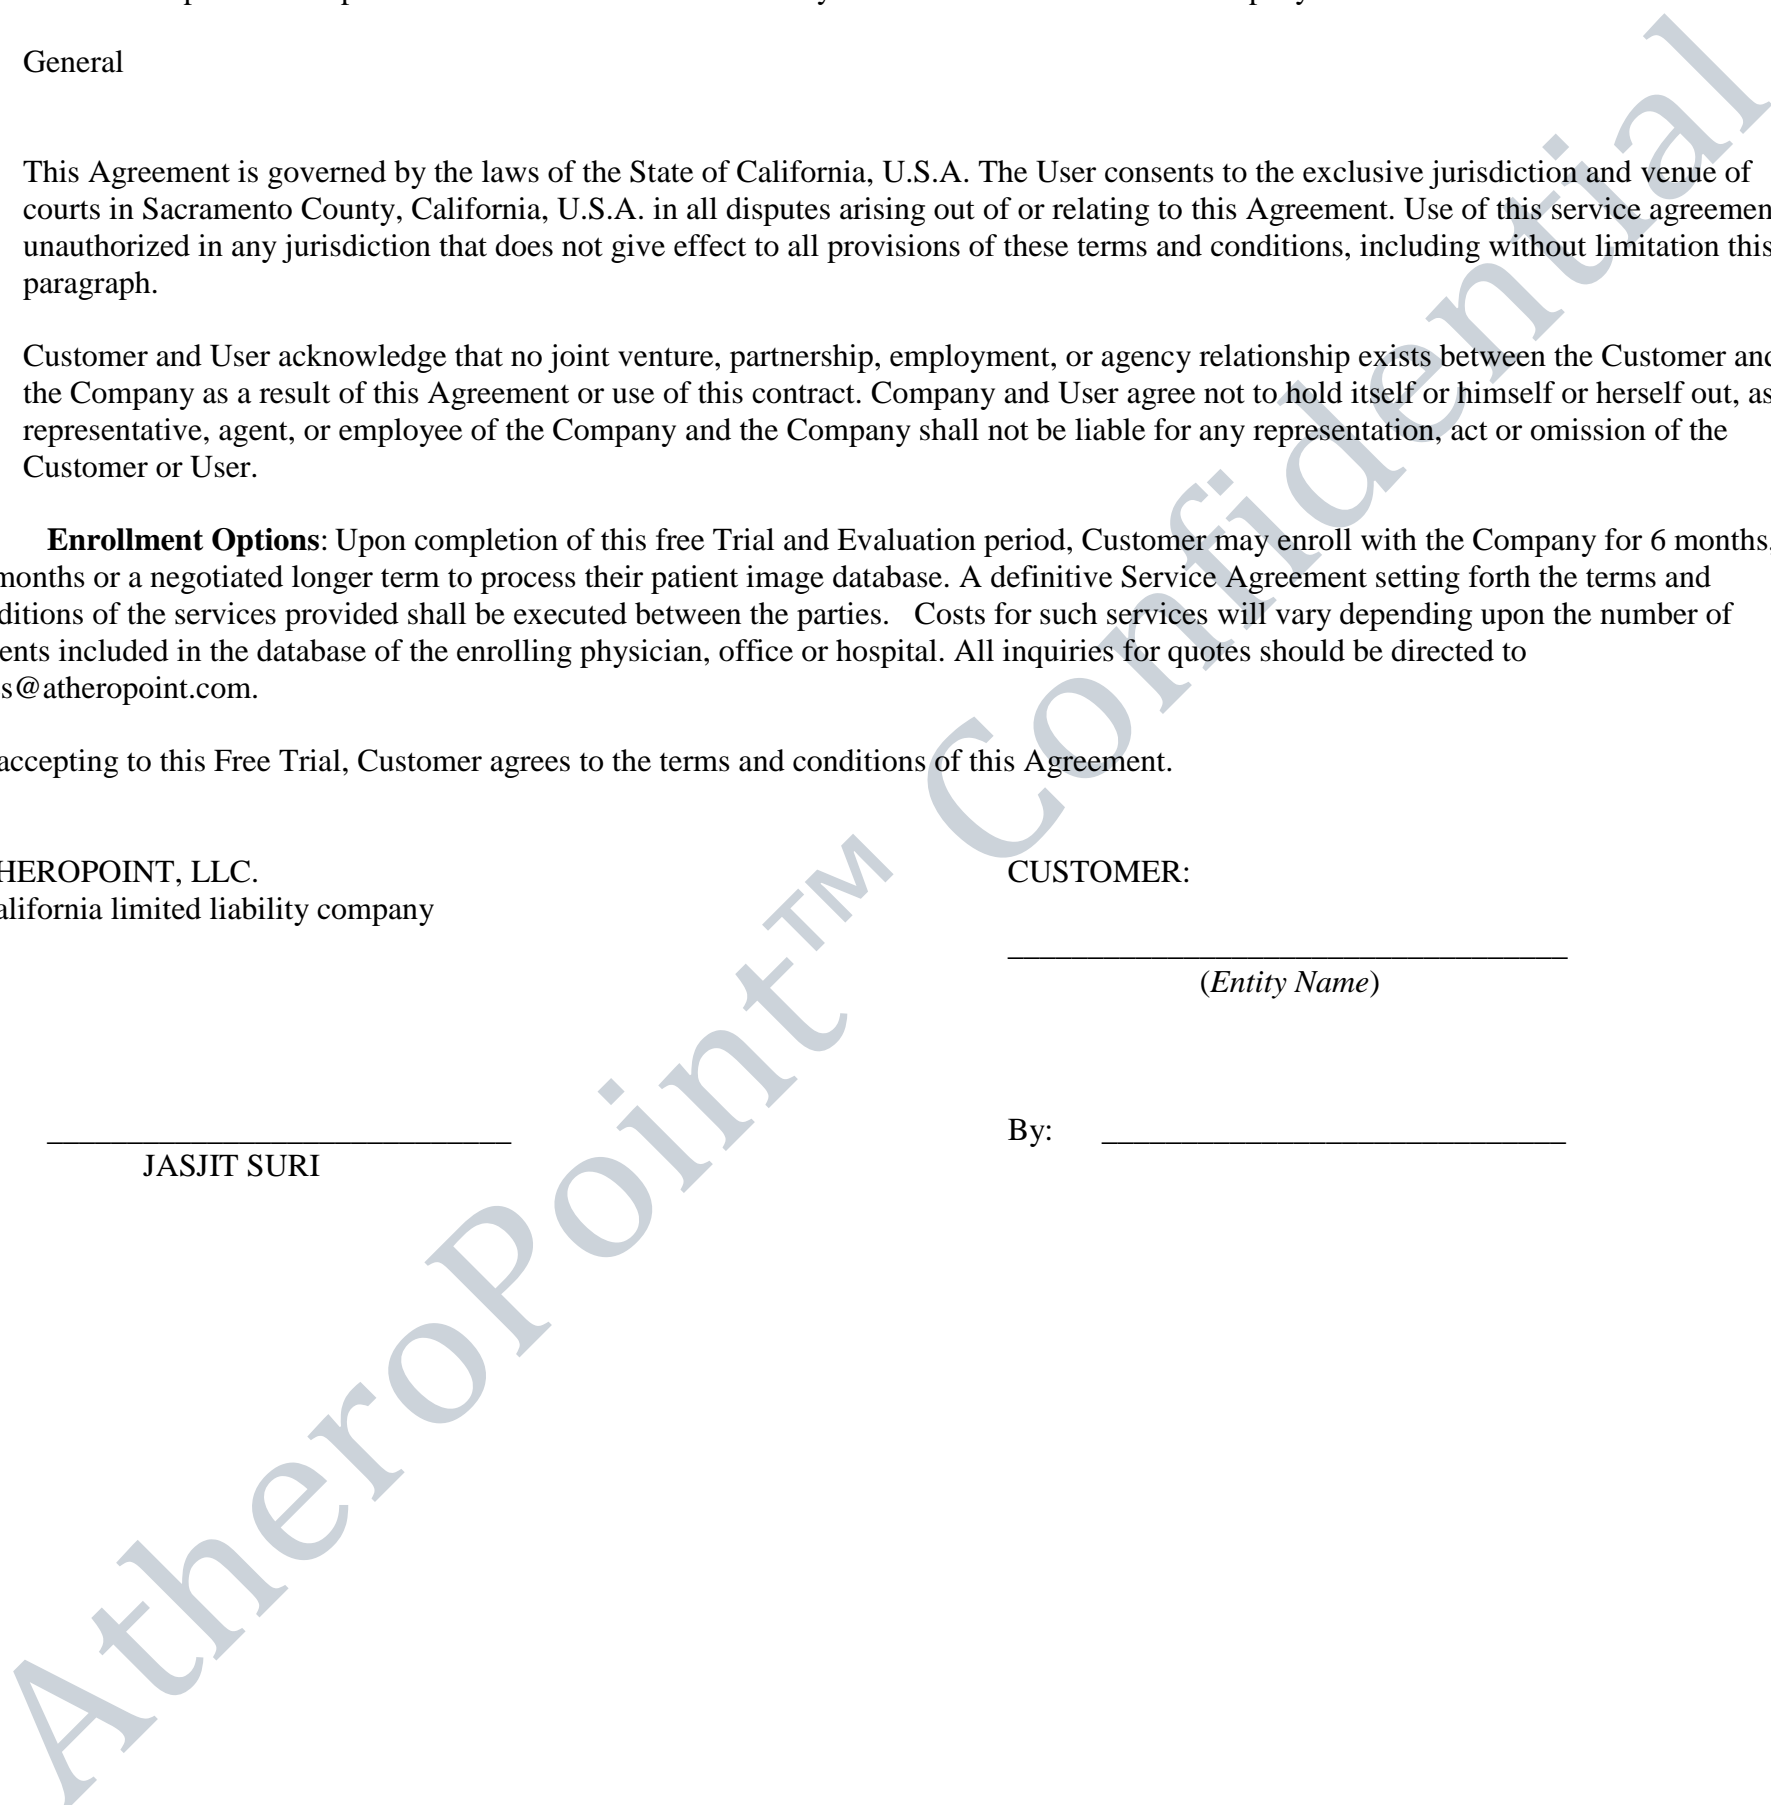 General
This Agreement is governed by the laws of the State of California, U.S.A. The User consents to the exclusive jurisdiction and venue of
courts in Sacramento County, California, U.S.A. in all disputes arising out of or relating to this Agreement. Use of this service agreemen
unauthorized in any jurisdiction that does not give effect to all provisions of these terms and conditions, including without limitation this
paragraph.
Customer and User acknowledge that no joint venture, partnership, employment, or agency relationship exists between the Customer and
the Company as a result of this Agreement or use of this contract. Company and User agree not to hold itself or himself or herself out, as
representative, agent, or employee of the Company and the Company shall not be liable for any representation, act or omission of the
Customer or User.
Enrollment Options: Upon completion of this free Trial and Evaluation period, Customer may enroll with the Company for 6 months,
months or a negotiated longer term to process their patient image database. A definitive Service Agreement setting forth the terms and
ditions of the services provided shall be executed between the parties. Costs for such services will vary depending upon the number of
ents included in the database of the enrolling physician, office or hospital. All inquiries for quotes should be directed to
s@atheropoint.com.
accepting to this Free Trial, Customer agrees to the terms and conditions of this Agreement.
HEROPOINT, LLC. CUSTOMER:
alifornia limited liability company
___________________________________
(Entity Name)
_____________________________ By: _____________________________
JASJIT SURI
AtheroPoint™ Confidential